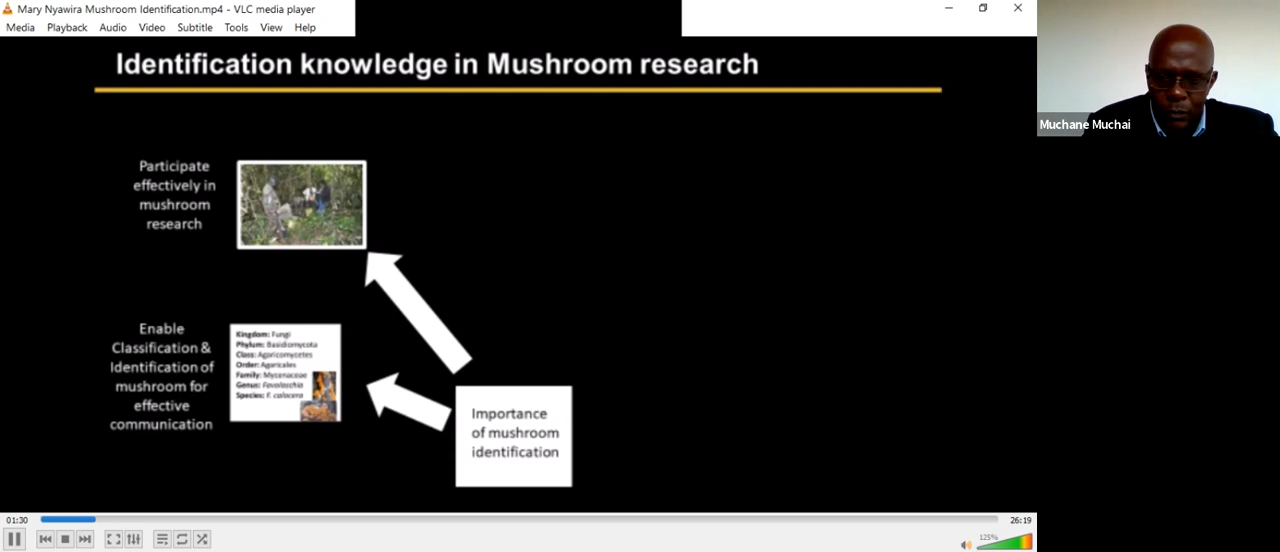 Mary Nyawira Mushroom Identification.mp4 - VLC media player
Media Playback Audio Video Subtitle Tools View Help
Identification knowledge in Mushroom research
Participate
effectively in
mushroom
research
Enable
Classification &
Identification of
mushroom for
effective
communication
Kingdom: Fungi
Phylum: Basidiomycota
Class: Agaricomycetes
Order: Agaricales
Family: Mycenaceae
Genus: Favolaschia
Species: F. calocera
Importance
of mushroom
identification
Muchane Muchai
01:30
26:19
125%